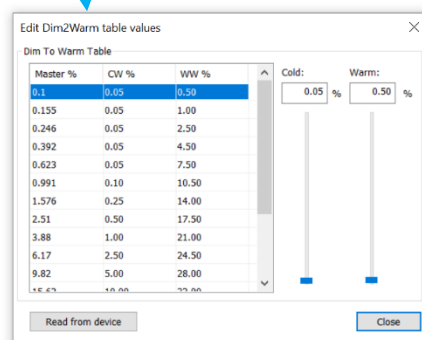 Edit Dim2Warm table values
Dim To Warm Table
Master % CW % WW %
0.1 0.05 0.50
0.155 0.05 1.00
0.246 0.05 2.50
0.392 0.05 4.50
0.623 0.05 7.50
0.991 0.10 10.50
1.576 0.25 14.00
2.51 0.50 17.50
3.88 1.00 21.00
6.17 2.50 24.50
9.82 5.00 28.00
Cold: Warm:
0.05 % 0.50 %
Read from device Close